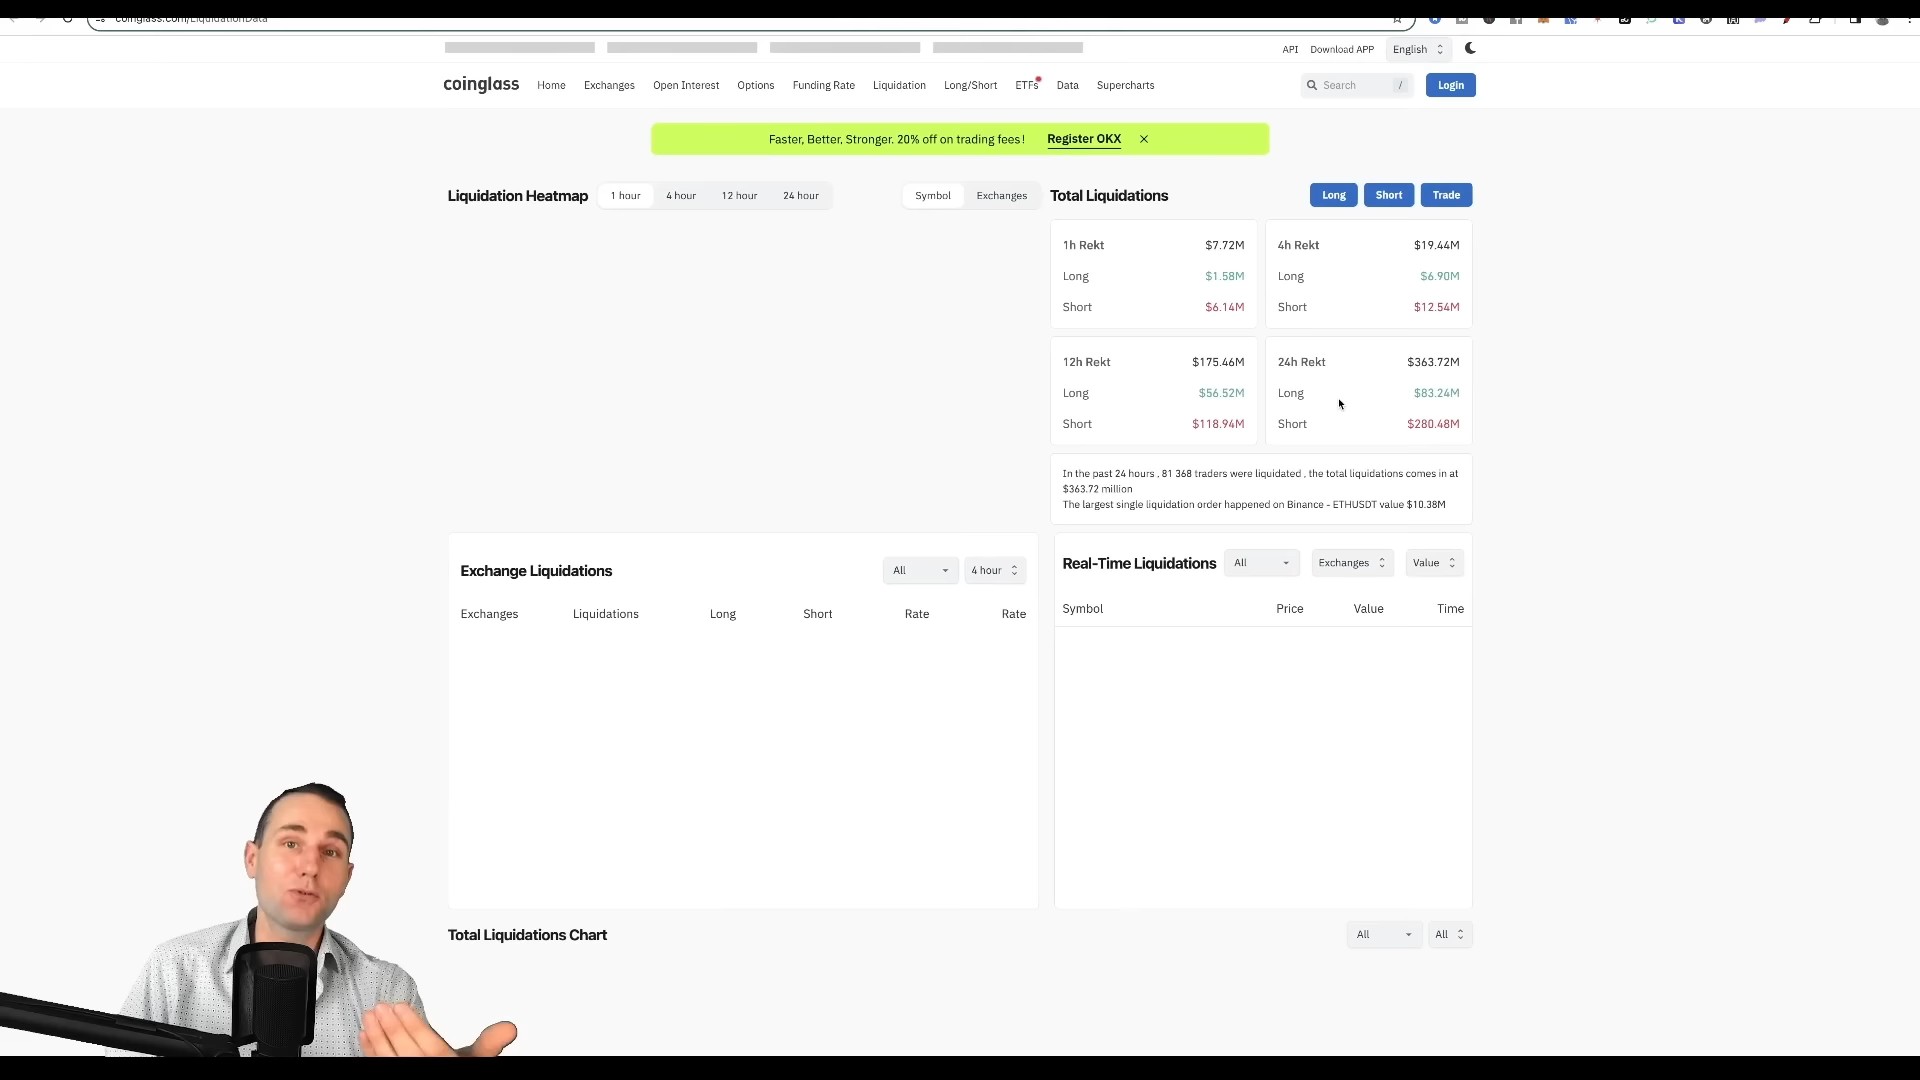 coinglass.com/LiquidationData
API Download APP English
coinglass Home Exchanges Open Interest Options Funding Rate Liquidation Long/Short ETFs Data Supercharts Search / Login
Faster, Better, Stronger. 20% off on trading fees! Register OKX
Liquidation Heatmap 1 hour 4 hour 12 hour 24 hour Symbol Exchanges
Total Liquidations Long Short Trade
1h Rekt $7.72M
Long $1.58M
Short $6.14M
4h Rekt $19.44M
Long $6.90M
Short $12.54M
12h Rekt $175.46M
Long $56.52M
Short $118.94M
24h Rekt $363.72M
Long $83.24M
Short $280.48M
In the past 24 hours , 81 368 traders were liquidated , the total liquidations comes in at
$363.72 million
The largest single liquidation order happened on Binance - ETHUSDT value $10.38M
Exchange Liquidations All 4 hour
Exchanges Liquidations Long Short Rate Rate
Real-Time Liquidations All Exchanges Value
Symbol Price Value Time
Total Liquidations Chart All All